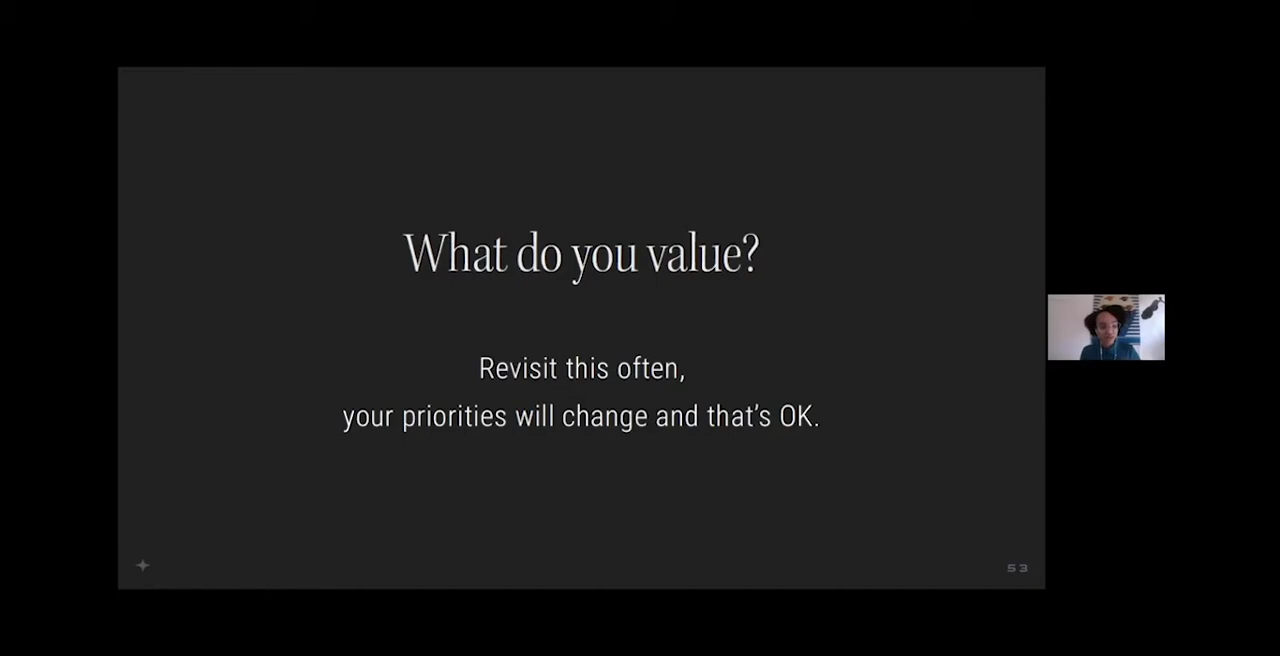 What do you value?
Revisit this often,
your priorities will change and that's OK.
53